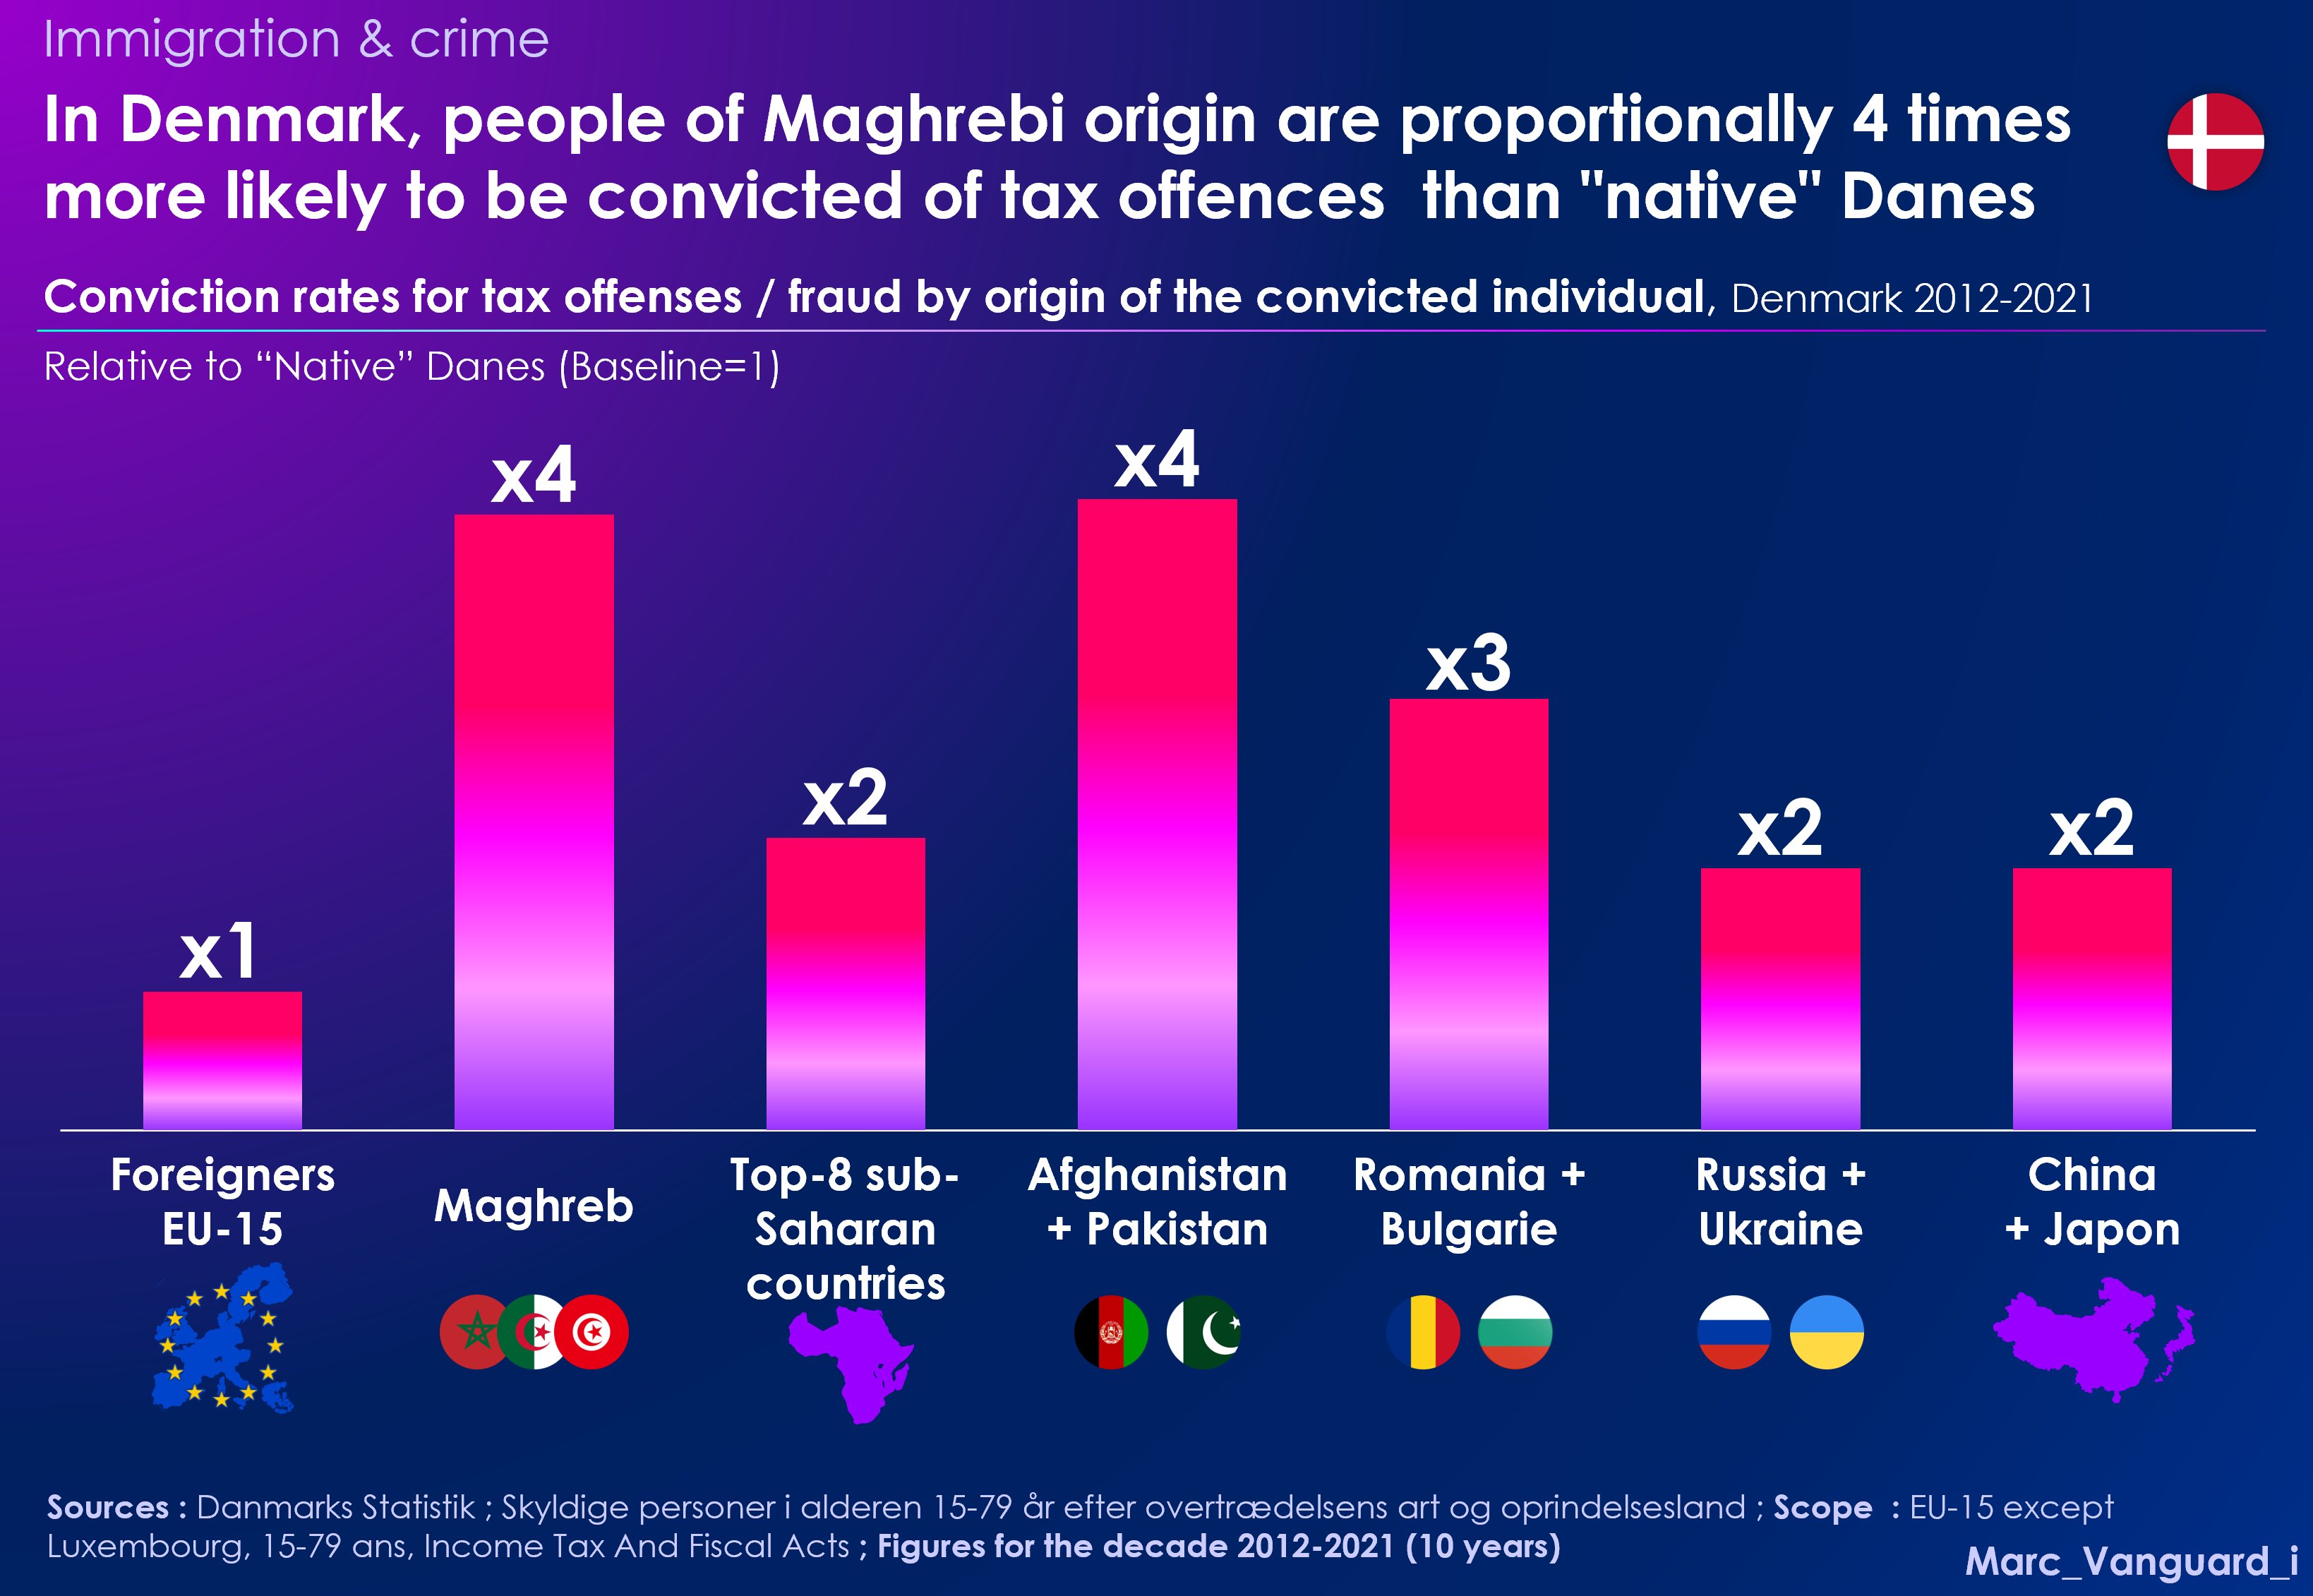 Immigration & crime
In Denmark, people of Maghrebi origin are proportionally 4 times
more likely to be convicted of tax offences  than "native" Danes
Conviction rates for tax offenses / fraud by origin of the convicted individual, Denmark 2012-2021
Relative to “Native” Danes (Baseline=1)
x1
x4
x2
x4
x3
x2
x2
Foreigners
EU-15
Maghreb
Top-8 sub-
Saharan
countries
Afghanistan
+ Pakistan
Romania +
Bulgarie
Russia +
Ukraine
China
+ Japon
Sources : Danmarks Statistik ; Skyldige personer i alderen 15-79 år efter overtrædelsens art og oprindelsesland ; Scope  : EU-15 except
Luxembourg, 15-79 ans, Income Tax And Fiscal Acts ; Figures for the decade 2012-2021 (10 years)
Marc_Vanguard_i